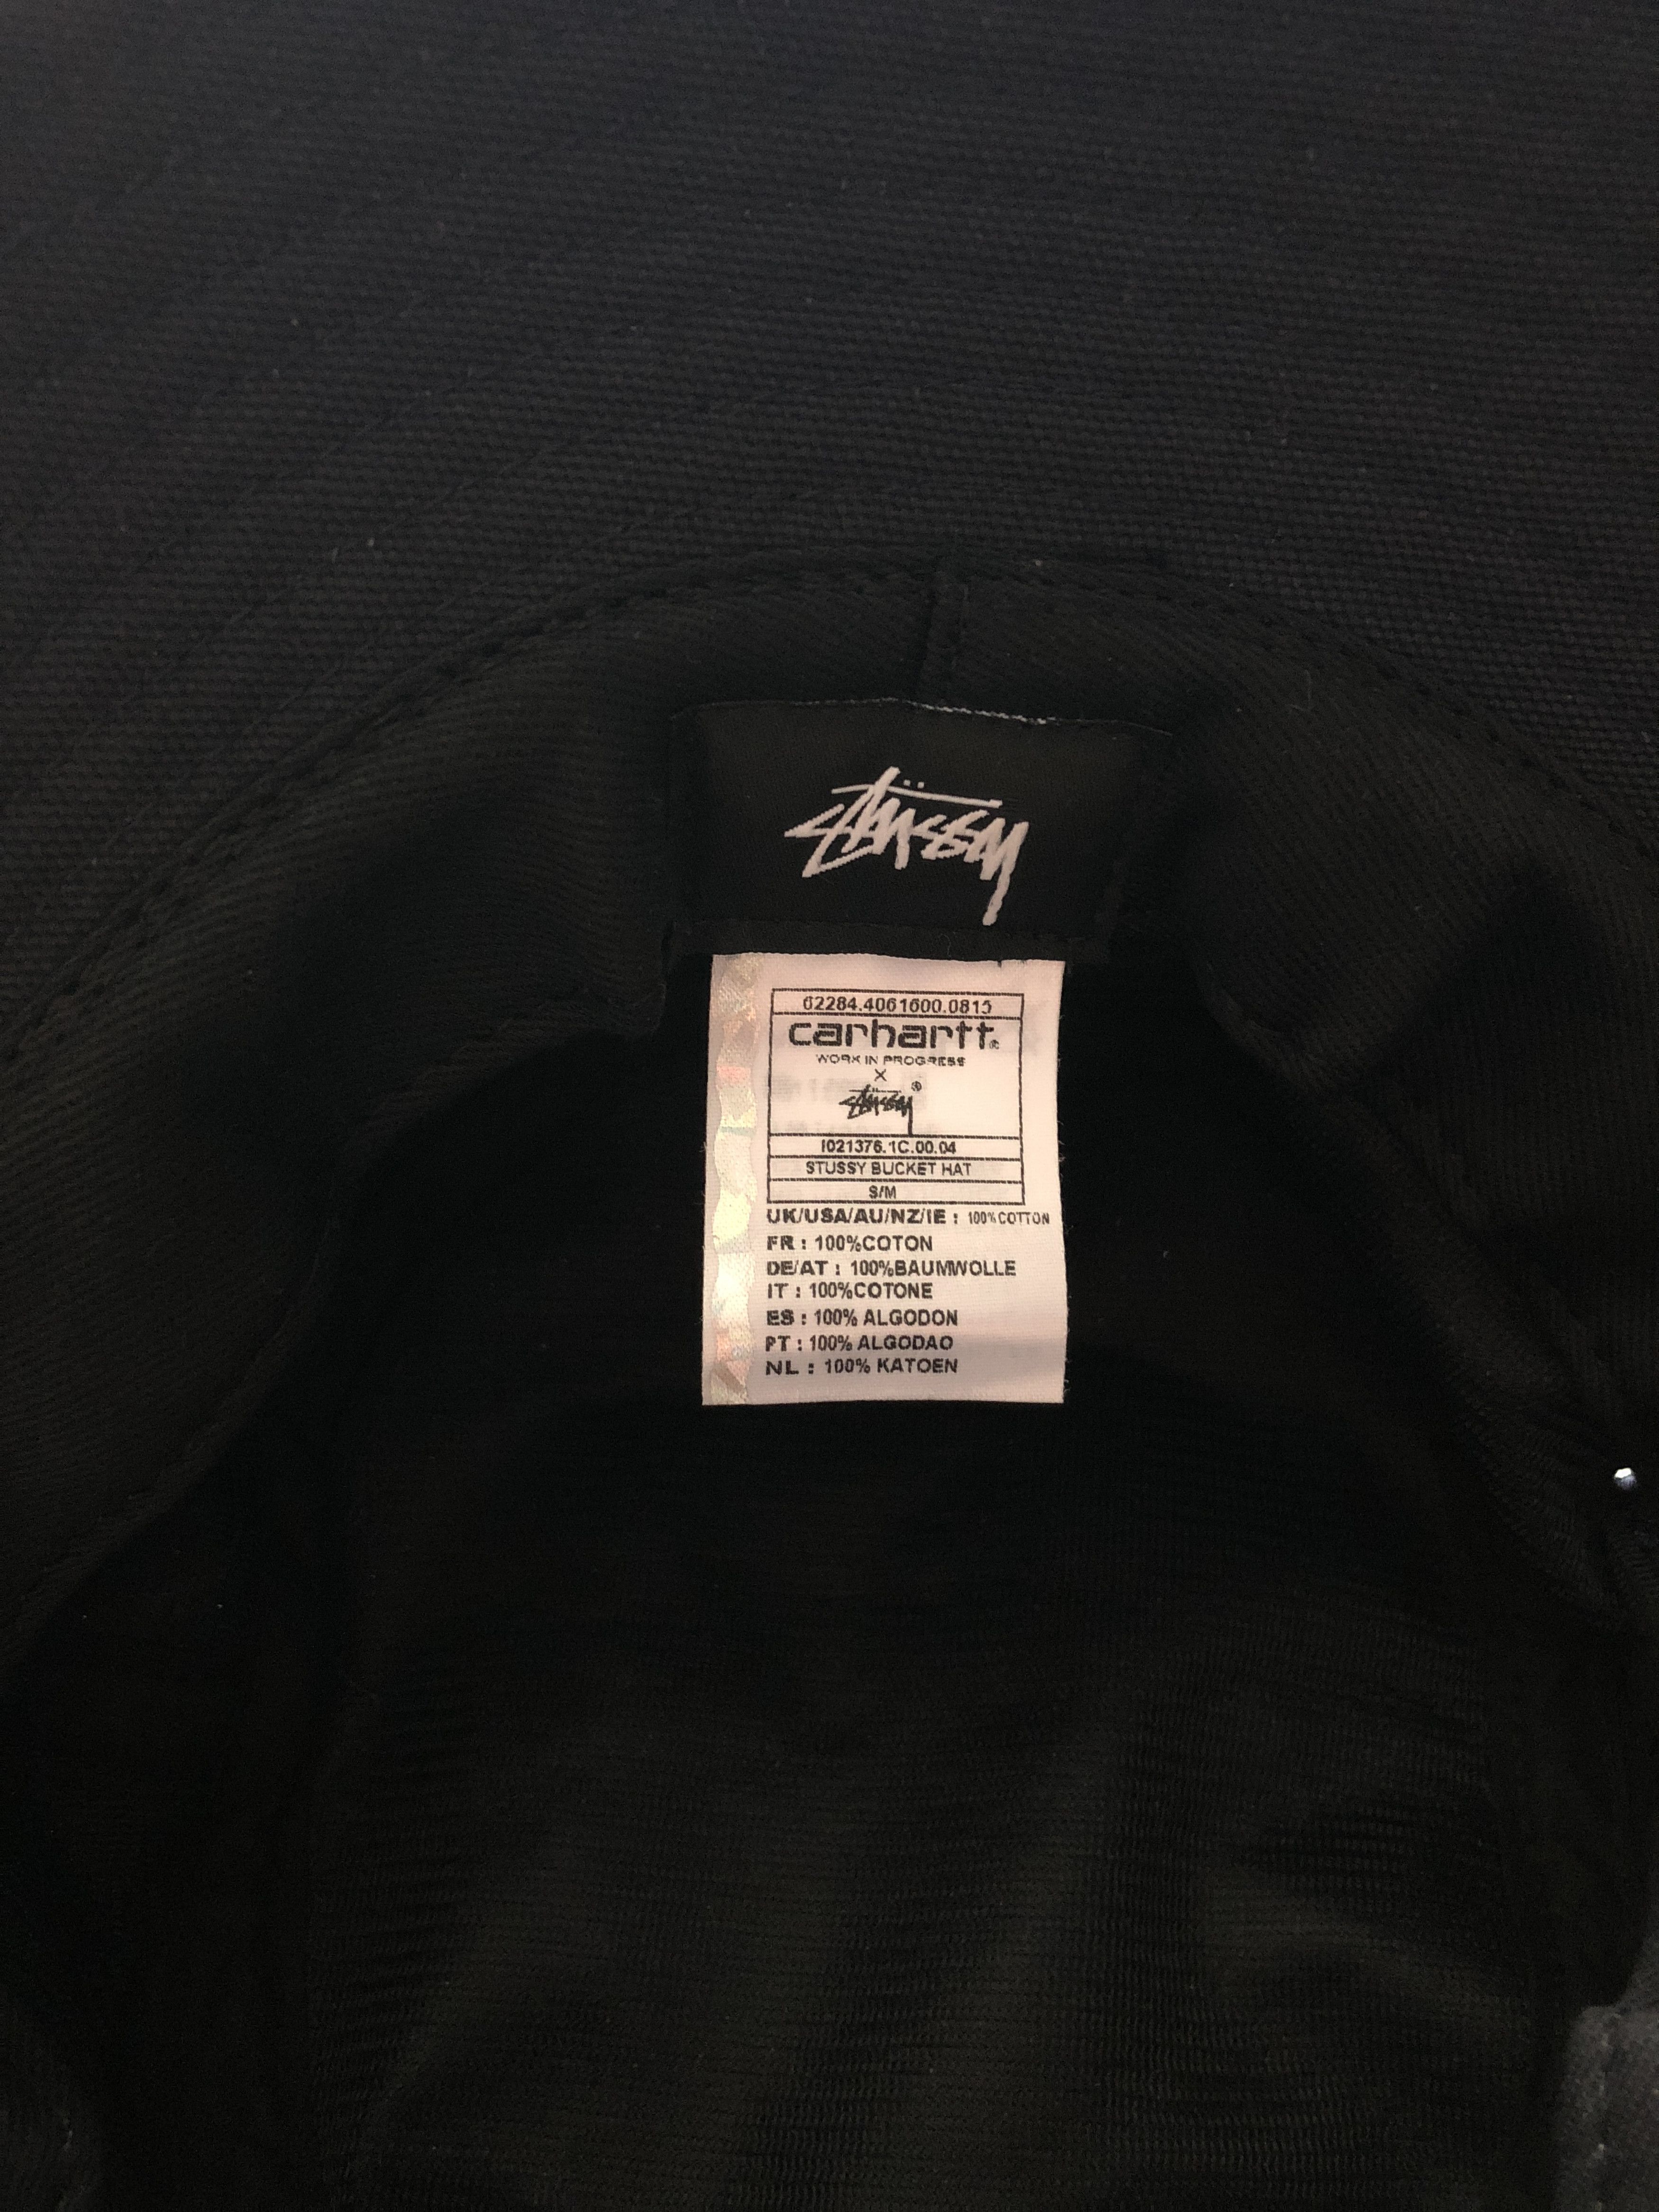 Stüssy
62284.4061600.0815
carhartt®
WORK IN PROGRESS
X
Stüssy®
I021376.1C.00.04
STUSSY BUCKET HAT
S/M
UK/USA/AU/NZ/IE : 100%COTTON
FR : 100%COTON
DE/AT : 100%BAUMWOLLE
IT : 100%COTONE
ES : 100% ALGODON
PT : 100% ALGODAO
NL : 100% KATOEN